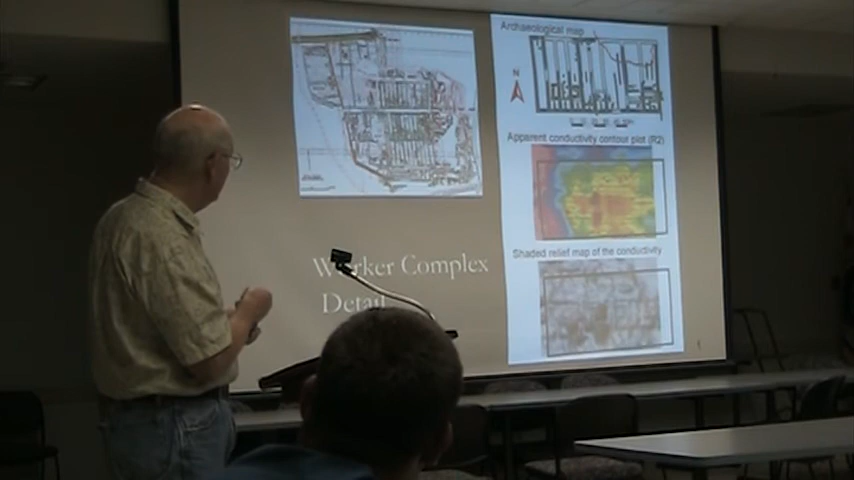 Archaeological map
N
Apparent conductivity contour plot (R2)
Shaded relief map of the conductivity
Worker Complex
Detail